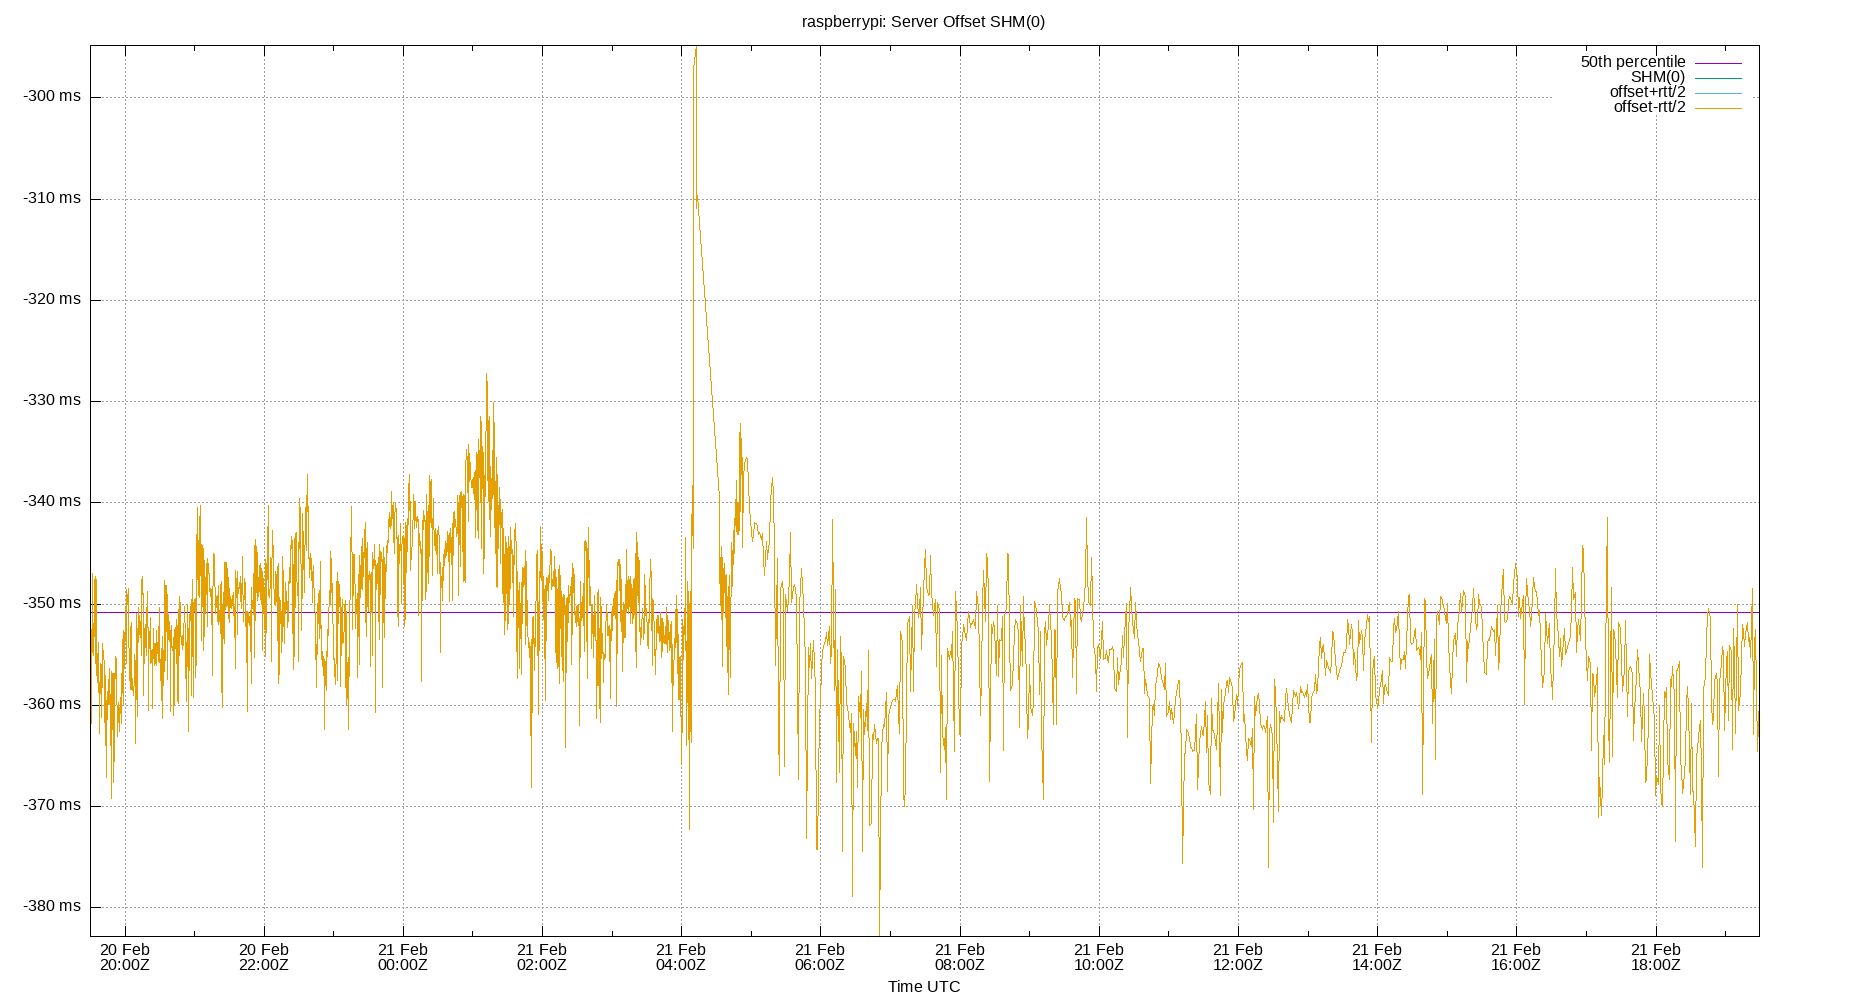 raspberrypi: Server Offset SHM(0)
50th percentile
SHM(0)
offset+rtt/2
offset-rtt/2
-300 ms
-310 ms
-320 ms
-330 ms
-340 ms
-350 ms
-360 ms
-370 ms
-380 ms
20 Feb 20 Feb 21 Feb 21 Feb 21 Feb 21 Feb 21 Feb 21 Feb 21 Feb 21 Feb 21 Feb 21 Feb
20:00Z 22:00Z 00:00Z 02:00Z 04:00Z 06:00Z 08:00Z 10:00Z 12:00Z 14:00Z 16:00Z 18:00Z
Time UTC